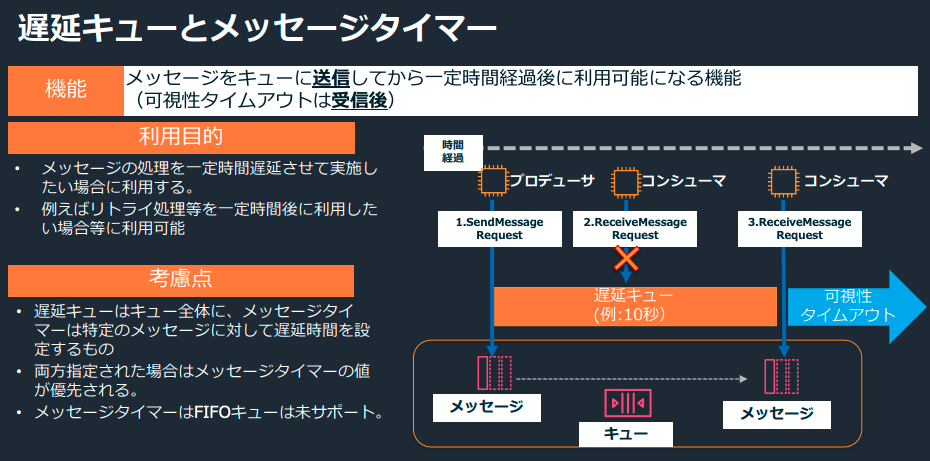 遅延キューとメッセージタイマー
機能
メッセージをキューに送信してから一定時間経過後に利用可能になる機能
（可視性タイムアウトは受信後）
利用目的
• メッセージの処理を一定時間遅延させて実施し
たい場合に利用する。
• 例えばリトライ処理等を一定時間後に利用した
い場合等に利用可能
考慮点
• 遅延キューはキュー全体に、メッセージタイ
マーは特定のメッセージに対して遅延時間を設
定するもの
• 両方指定された場合はメッセージタイマーの値
が優先される。
• メッセージタイマーはFIFOキューは未サポート。
時間
経過
プロデューサ
コンシューマ
コンシューマ
1.SendMessage
Request
2.ReceiveMessage
Request
3.ReceiveMessage
Request
遅延キュー
(例:10秒)
可視性
タイムアウト
メッセージ
キュー
メッセージ